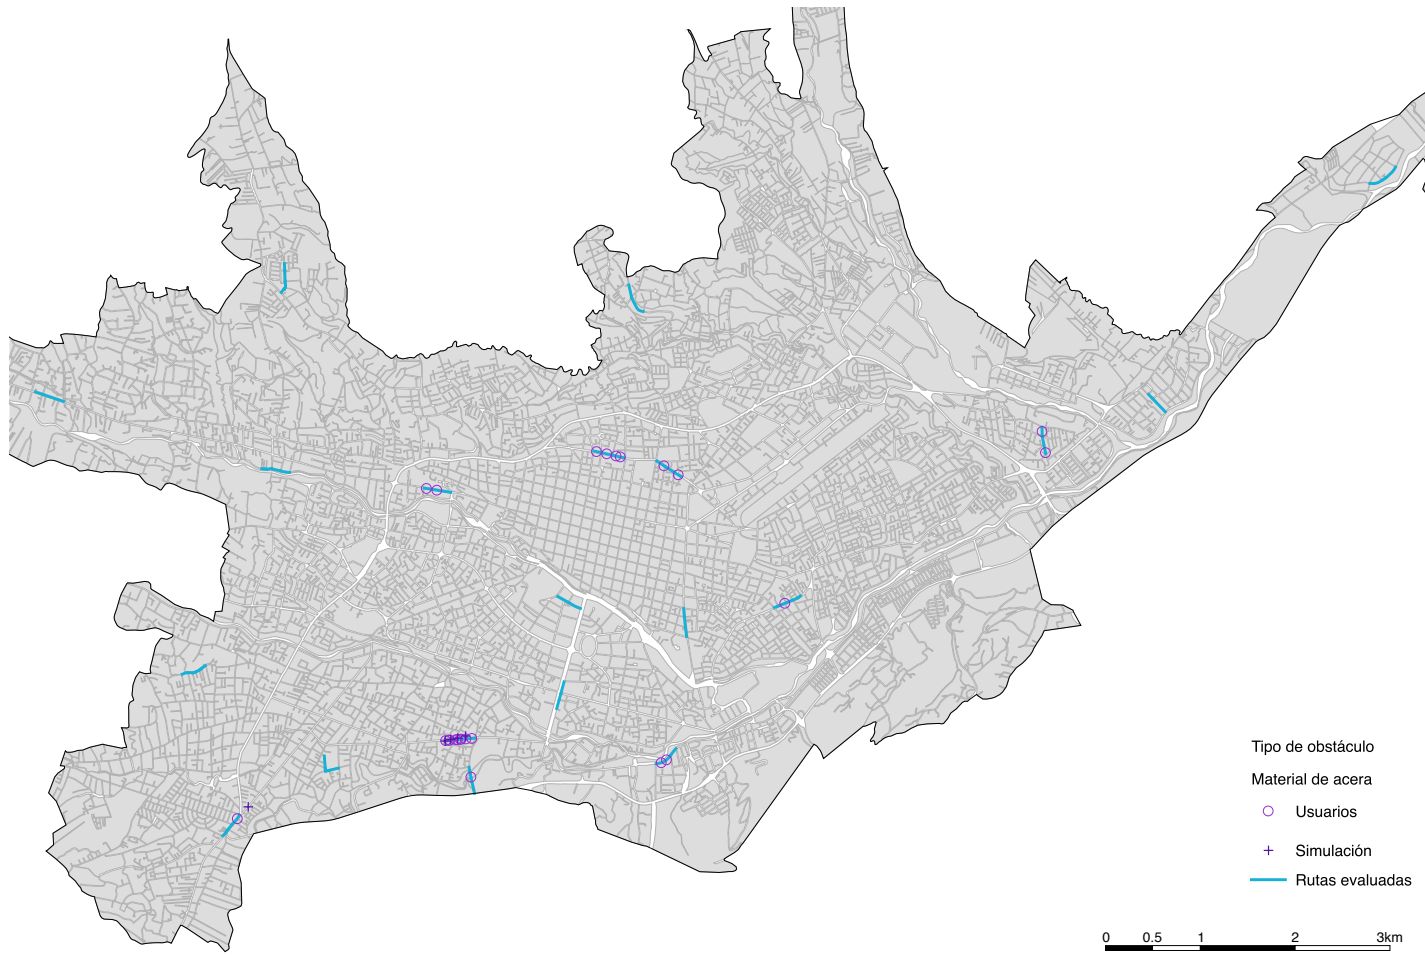 Tipo de obstáculo
Material de acera
Usuarios
Simulación
Rutas evaluadas
0 0.5 1 2 3km